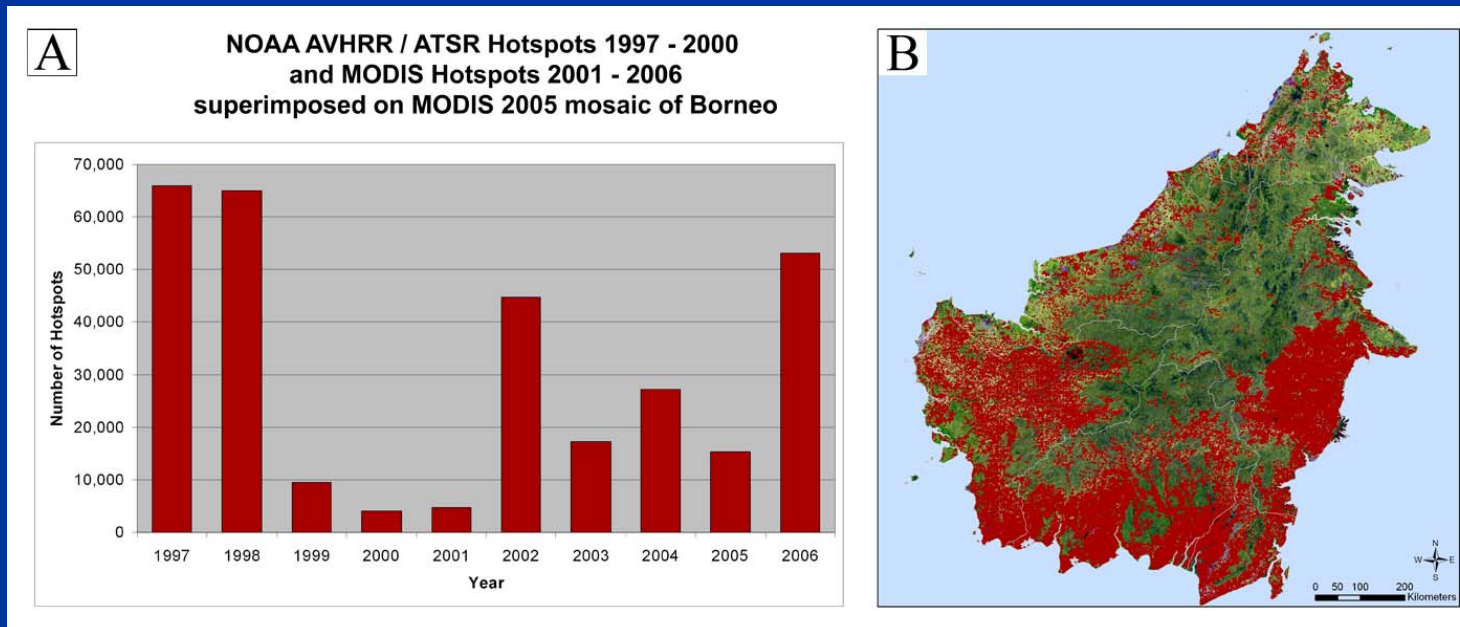 A
NOAA AVHRR / ATSR Hotspots 1997 - 2000
and MODIS Hotspots 2001 - 2006
superimposed on MODIS 2005 mosaic of Borneo
Number of Hotspots
70,000
60,000
50,000
40,000
30,000
20,000
10,000
0
1997 1998 1999 2000 2001 2002 2003 2004 2005 2006
Year
B
N
W E
S
0 50 100 200
Kilometers